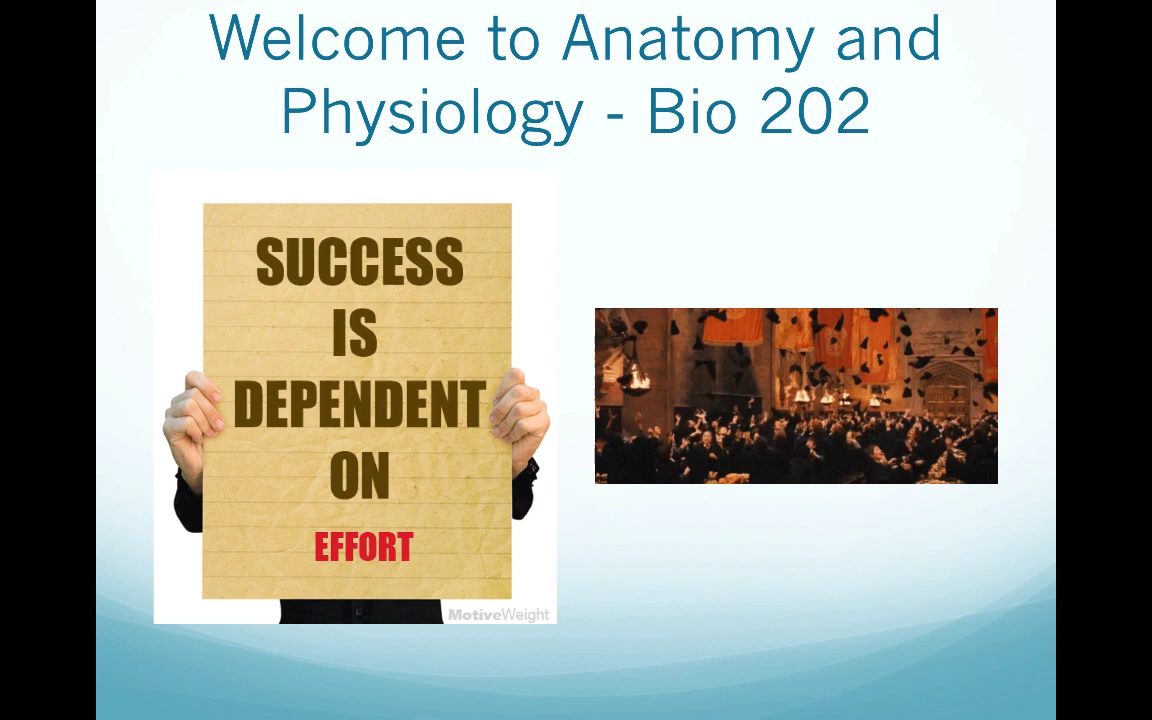 Welcome to Anatomy and
Physiology - Bio 202
SUCCESS
IS
DEPENDENT
ON
EFFORT
MotiveWeight